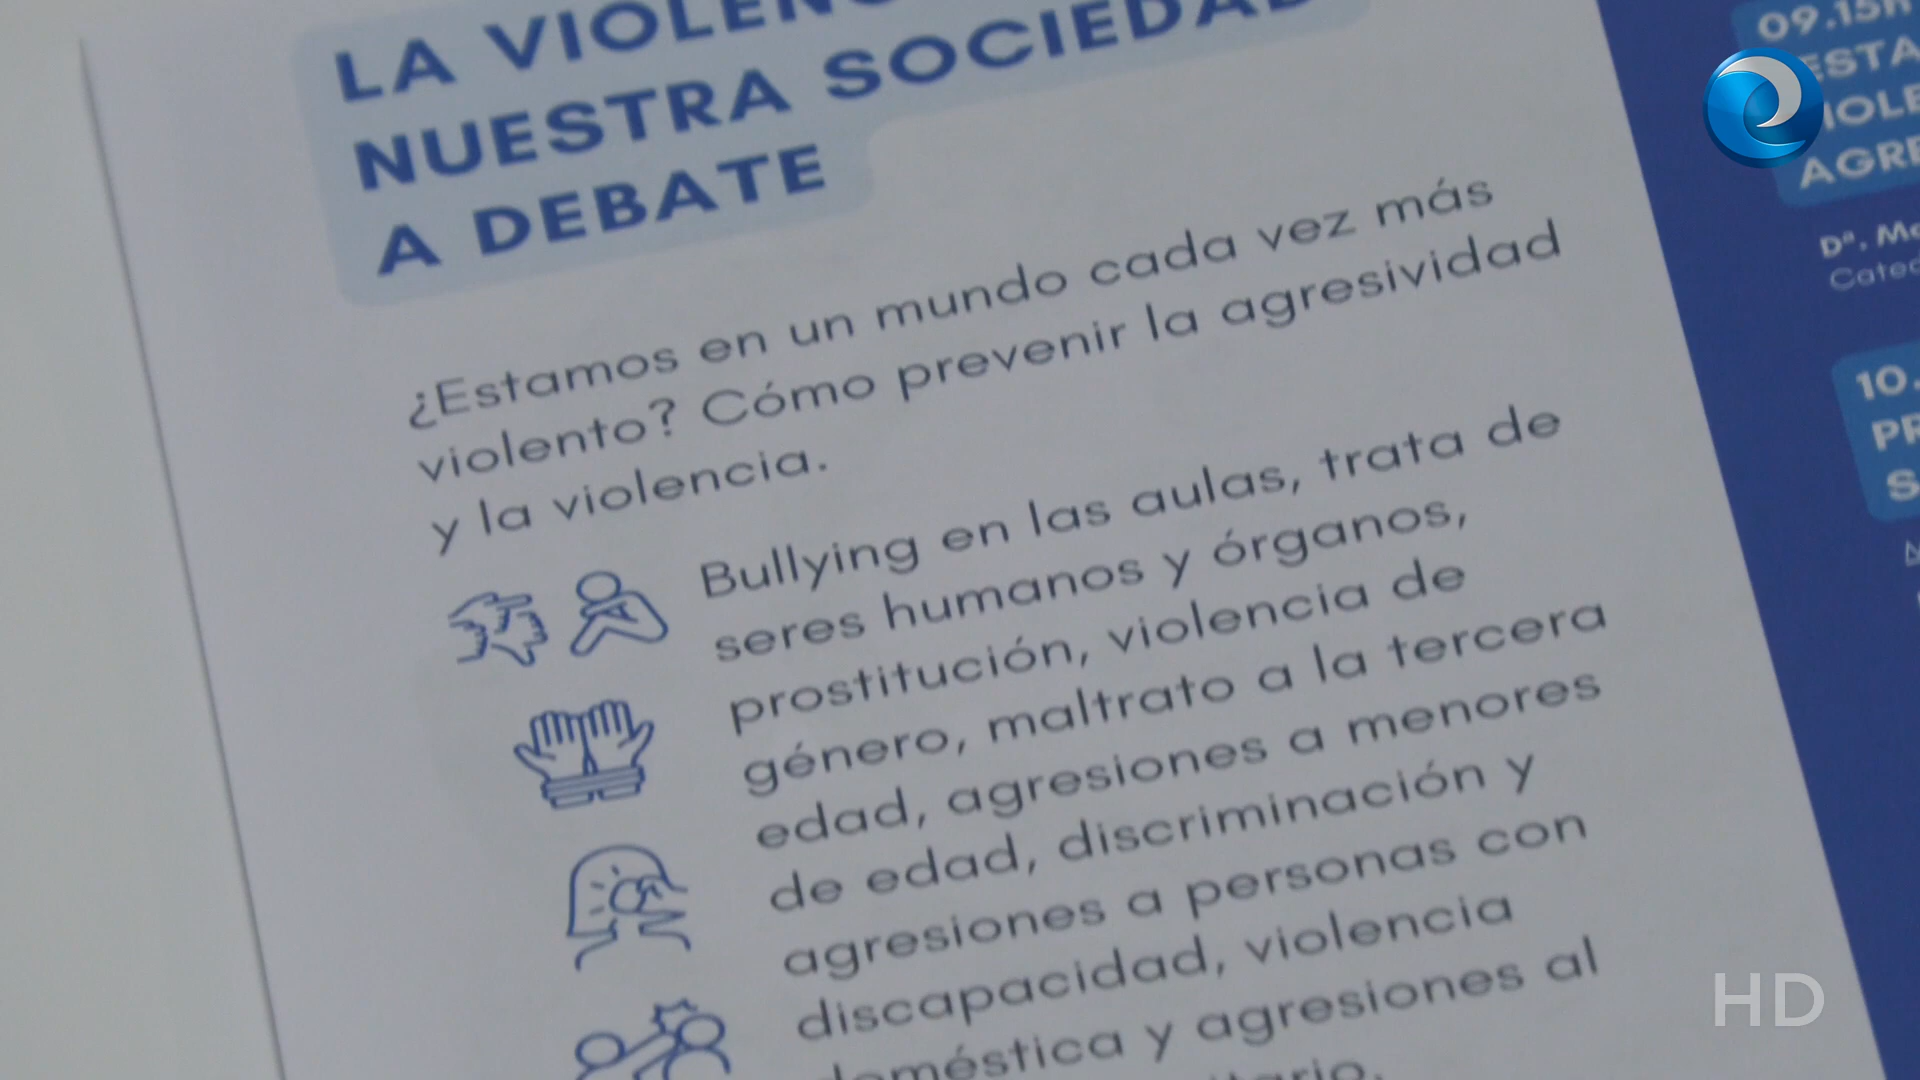 LA VIOLEN
NUESTRA SOCIEDAD
A DEBATE
¿Estamos en un mundo cada vez más
violento? Cómo prevenir la agresividad
y la violencia.
Bullying en las aulas, trata de
seres humanos y órganos,
prostitución, violencia de
género, maltrato a la tercera
edad, agresiones a menores
de edad, discriminación y
agresiones a personas con
discapacidad, violencia
doméstica y agresiones al
09.15h
ESTA
VIOLE
AGRE
Dª. Ma
Cated
10.
PR
S
HD